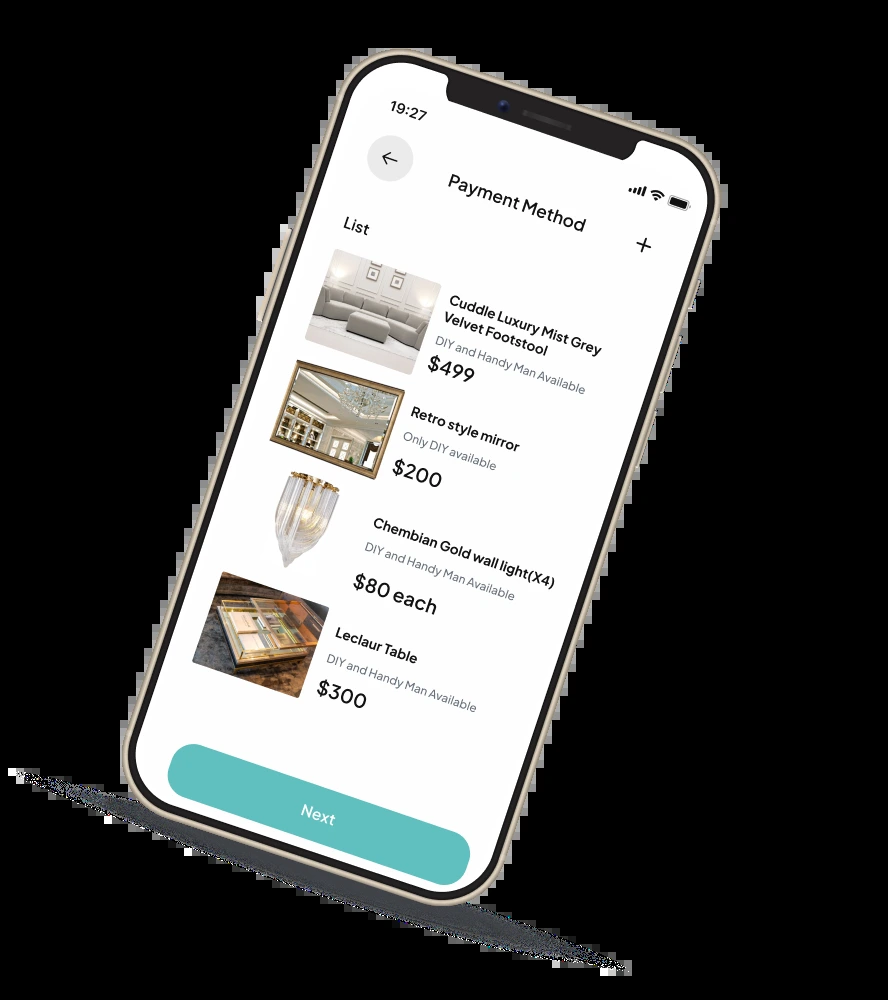 19:27
Payment Method
List
Cuddle Luxury Mist Grey
Velvet Footstool
DIY and Handy Man Available
$499
Retro style mirror
Only DIY available
$200
Chembian Gold wall light(X4)
DIY and Handy Man Available
$80 each
Leclaur Table
DIY and Handy Man Available
$300
Next